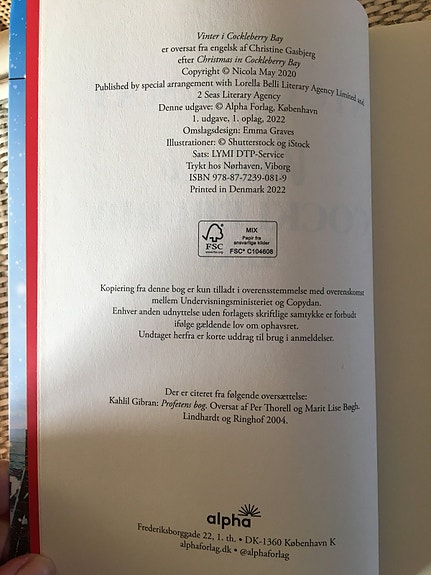 Vinter i Cockleberry Bay
er oversat fra engelsk af Christine Gasbjerg
efter Christmas in Cockleberry Bay
Copyright © Nicola May 2020
Published by special arrangement with Lorella Belli Literary Agency Limited and
2 Seas Literary Agency
Denne udgave: © Alpha Forlag, København
1. udgave, 1. oplag, 2022
Omslagsdesign: Emma Graves
Illustrationer: © Shutterstock og iStock
Sats: LYMI DTP-Service
Trykt hos Nørhaven, Viborg
ISBN 978-87-7239-081-9
Printed in Denmark 2022
MIX
Papir fra
ansvarlige kilder
FSC
www.fsc.org
FSC® C104608
Kopiering fra denne bog er kun tilladt i overensstemmelse med overenskomst
mellem Undervisningsministeriet og Copydan.
Enhver anden udnyttelse uden forlagets skriftlige samtykke er forbudt
ifølge gældende lov om ophavsret.
Undtaget herfra er korte uddrag til brug i anmeldelser.
Der er citeret fra følgende oversættelse:
Kahlil Gibran: Profetens bog. Oversat af Per Thorell og Marit Lise Bøgh.
Lindhardt og Ringhof 2004.
alpha
Frederiksborggade 22, 1. th. • DK-1360 København K
alphaforlag.dk • @alphaforlag